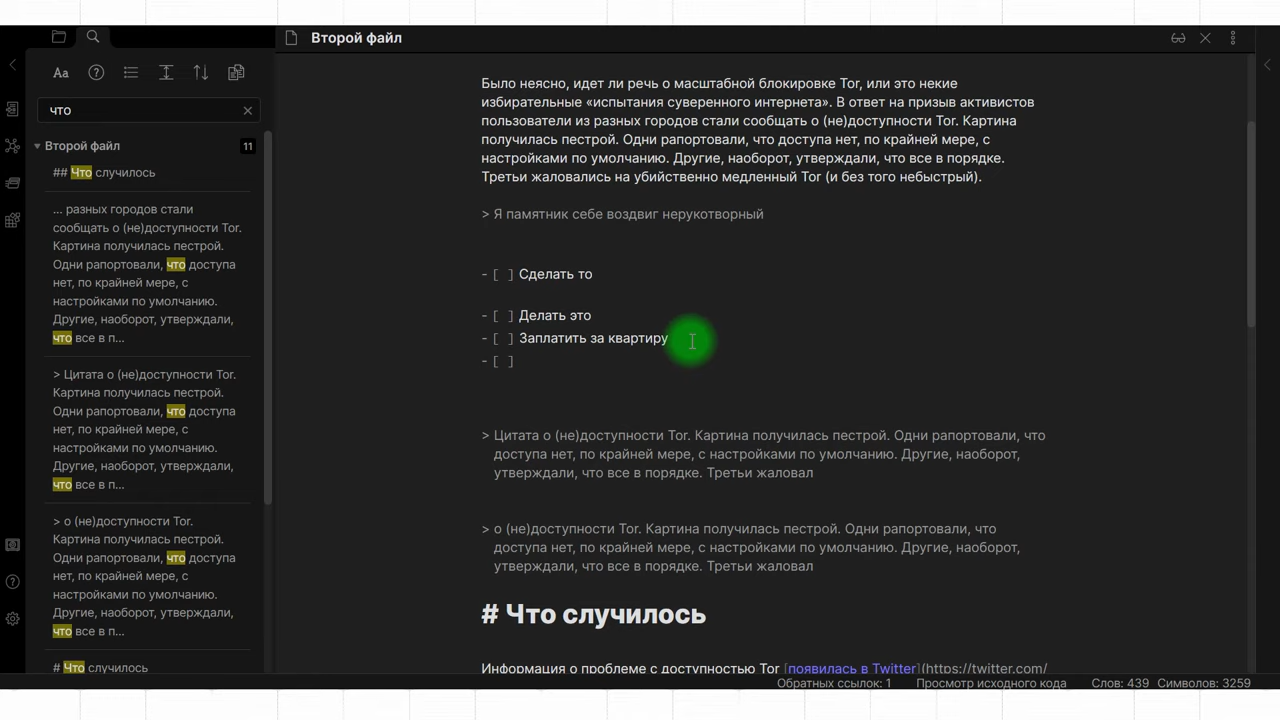 Второй файл
Aa
что
Второй файл
11
## Что случилось
... разных городов стали
сообщать о (не)доступности Tor.
Картина получилась пестрой.
Одни рапортовали, что доступа
нет, по крайней мере, с
настройками по умолчанию.
Другие, наоборот, утверждали,
что все в п...
> Цитата о (не)доступности Tor.
Картина получилась пестрой.
Одни рапортовали, что доступа
нет, по крайней мере, с
настройками по умолчанию.
Другие, наоборот, утверждали,
что все в п...
> о (не)доступности Tor.
Картина получилась пестрой.
Одни рапортовали, что доступа
нет, по крайней мере, с
настройками по умолчанию.
Другие, наоборот, утверждали,
что все в п...
# Что случилось
Было неясно, идет ли речь о масштабной блокировке Tor, или это некие
избирательные «испытания суверенного интернета». В ответ на призыв активистов
пользователи из разных городов стали сообщать о (не)доступности Tor. Картина
получилась пестрой. Одни рапортовали, что доступа нет, по крайней мере, с
настройками по умолчанию. Другие, наоборот, утверждали, что все в порядке.
Третьи жаловались на убийственно медленный Tor (и без того небыстрый).
> Я памятник себе воздвиг нерукотворный
- [ ] Сделать то
- [ ] Делать это
- [ ] Заплатить за квартиру
- [ ]
> Цитата о (не)доступности Tor. Картина получилась пестрой. Одни рапортовали, что
доступа нет, по крайней мере, с настройками по умолчанию. Другие, наоборот,
утверждали, что все в порядке. Третьи жаловал
> о (не)доступности Tor. Картина получилась пестрой. Одни рапортовали, что
доступа нет, по крайней мере, с настройками по умолчанию. Другие, наоборот,
утверждали, что все в порядке. Третьи жаловал
# Что случилось
Информация о проблеме с доступностью Tor [появилась в Twitter](https://twitter.com/
Обратных ссылок: 1
Просмотр исходного кода
Слов: 439
Символов: 3259